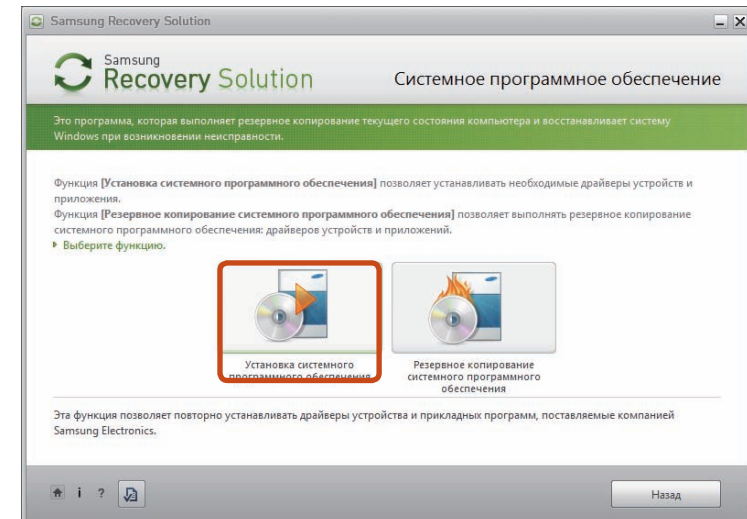 Samsung Recovery Solution
Samsung
Recovery Solution
Системное программное обеспечение
Это программа, которая выполняет резервное копирование текущего состояния компьютера и восстанавливает систему
Windows при возникновении неисправности.
Функция [Установка системного программного обеспечения] позволяет устанавливать необходимые драйверы устройств и
приложения.
Функция [Резервное копирование системного программного обеспечения] позволяет выполнять резервное копирование
системного программного обеспечения: драйверов устройств и приложений.
Выберите функцию.
Установка системного
программного обеспечения
Резервное копирование
системного программного
обеспечения
Эта функция позволяет повторно устанавливать драйверы устройства и прикладных программ, поставляемые компанией
Samsung Electronics.
i ?
Назад